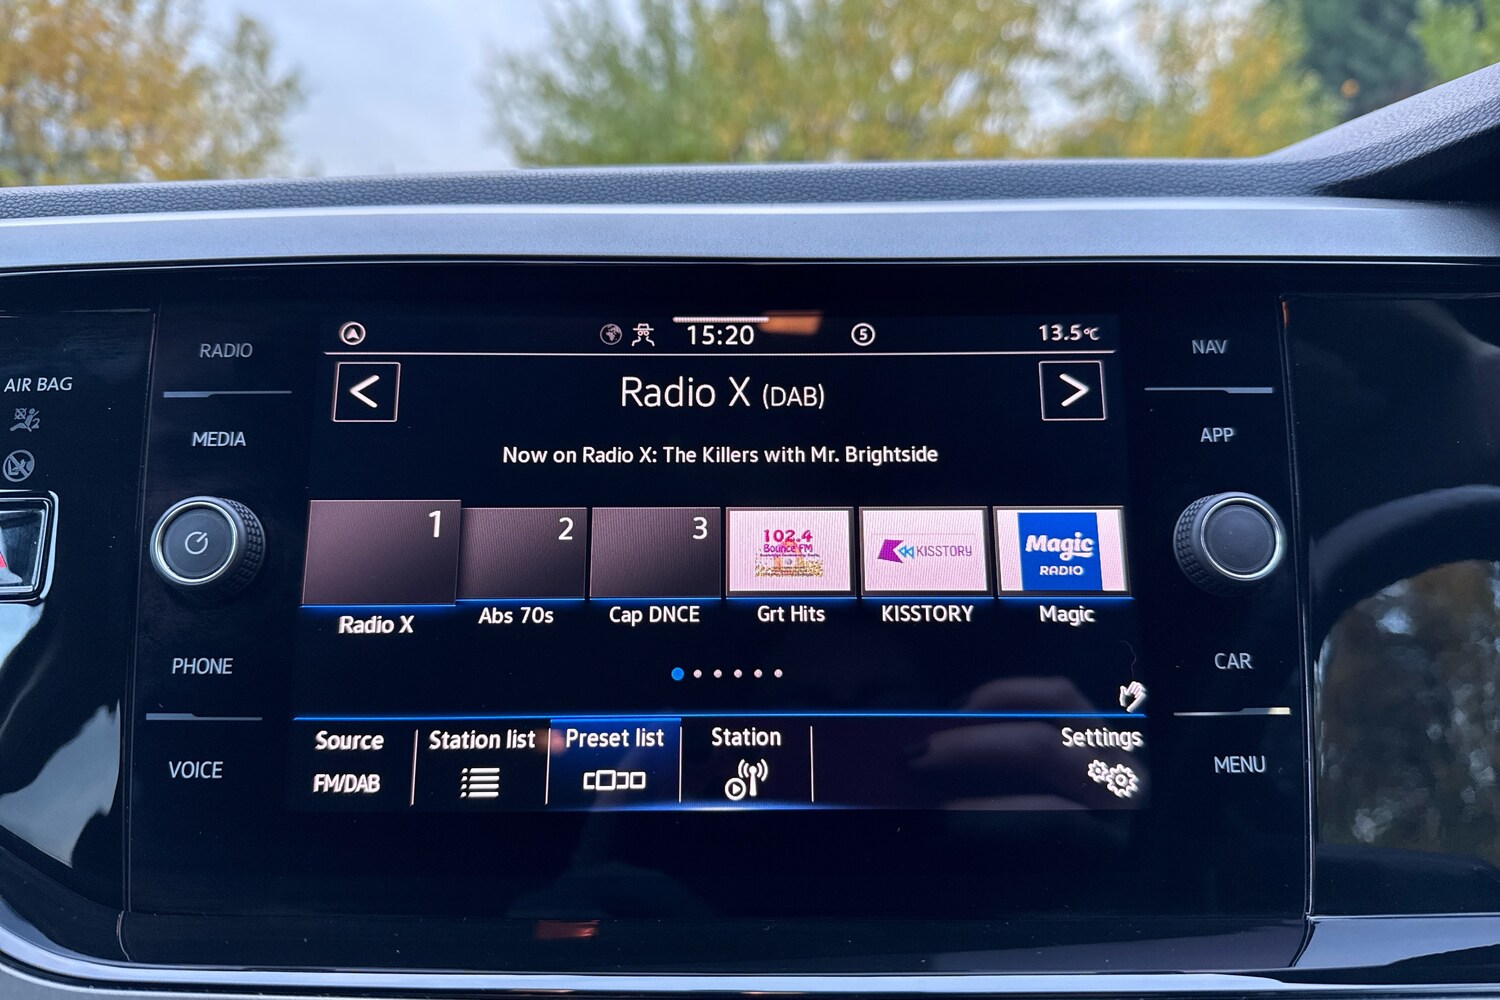 15:20
5
13.5°C
RADIO
NAV
AIR BAG
Radio X (DAB)
MEDIA
APP
Now on Radio X: The Killers with Mr. Brightside
1
2
3
102.4
Bounce FM
KISSTORY
Magic
RADIO
Radio X
Abs 70s
Cap DNCE
Grt Hits
KISSTORY
Magic
PHONE
CAR
Source
Station list
Preset list
Station
Settings
VOICE
MENU
FM/DAB